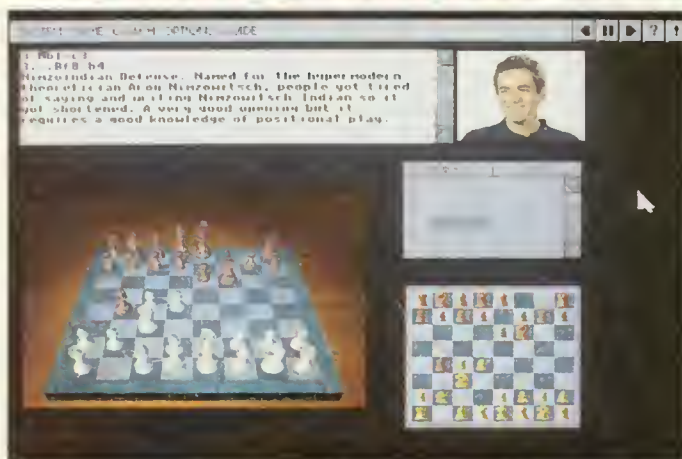 OPTIONS GUIDE
? !
3. Nb1-c3
3. ..Bf8-b4
NimzoIndian Defense. Named for the hypermodern
theoretician Aron Nimzowitsch, people got tired
of saying and writing Nimzowitsch Indian so it
got shortened. A very good opening but it
requires a good knowledge of positional play.